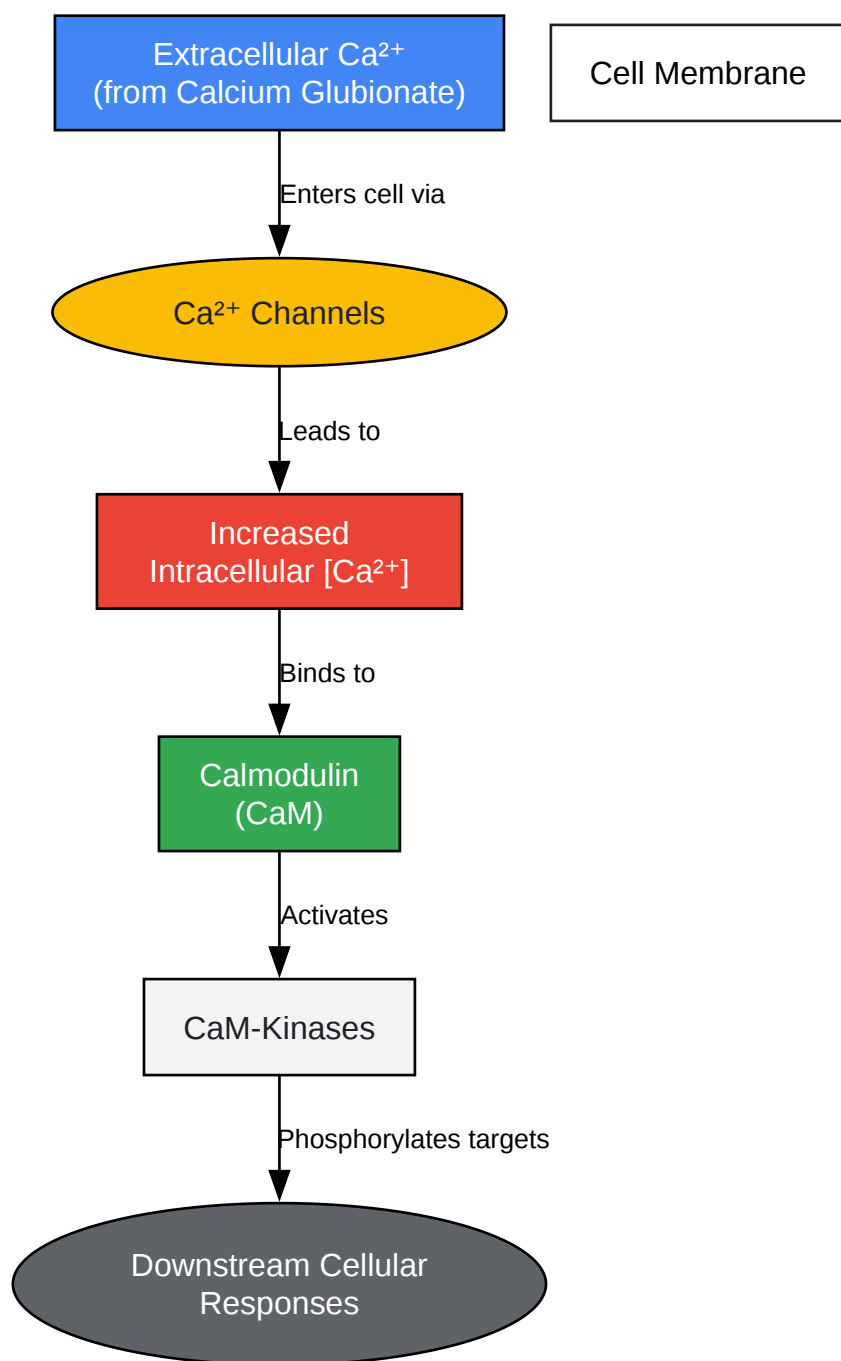 Extracellular Ca²⁺
(from Calcium Glubionate)
Cell Membrane
Enters cell via
Ca²⁺ Channels
Leads to
Increased
Intracellular [Ca²⁺]
Binds to
Calmodulin
(CaM)
Activates
CaM-Kinases
Phosphorylates targets
Downstream Cellular
Responses